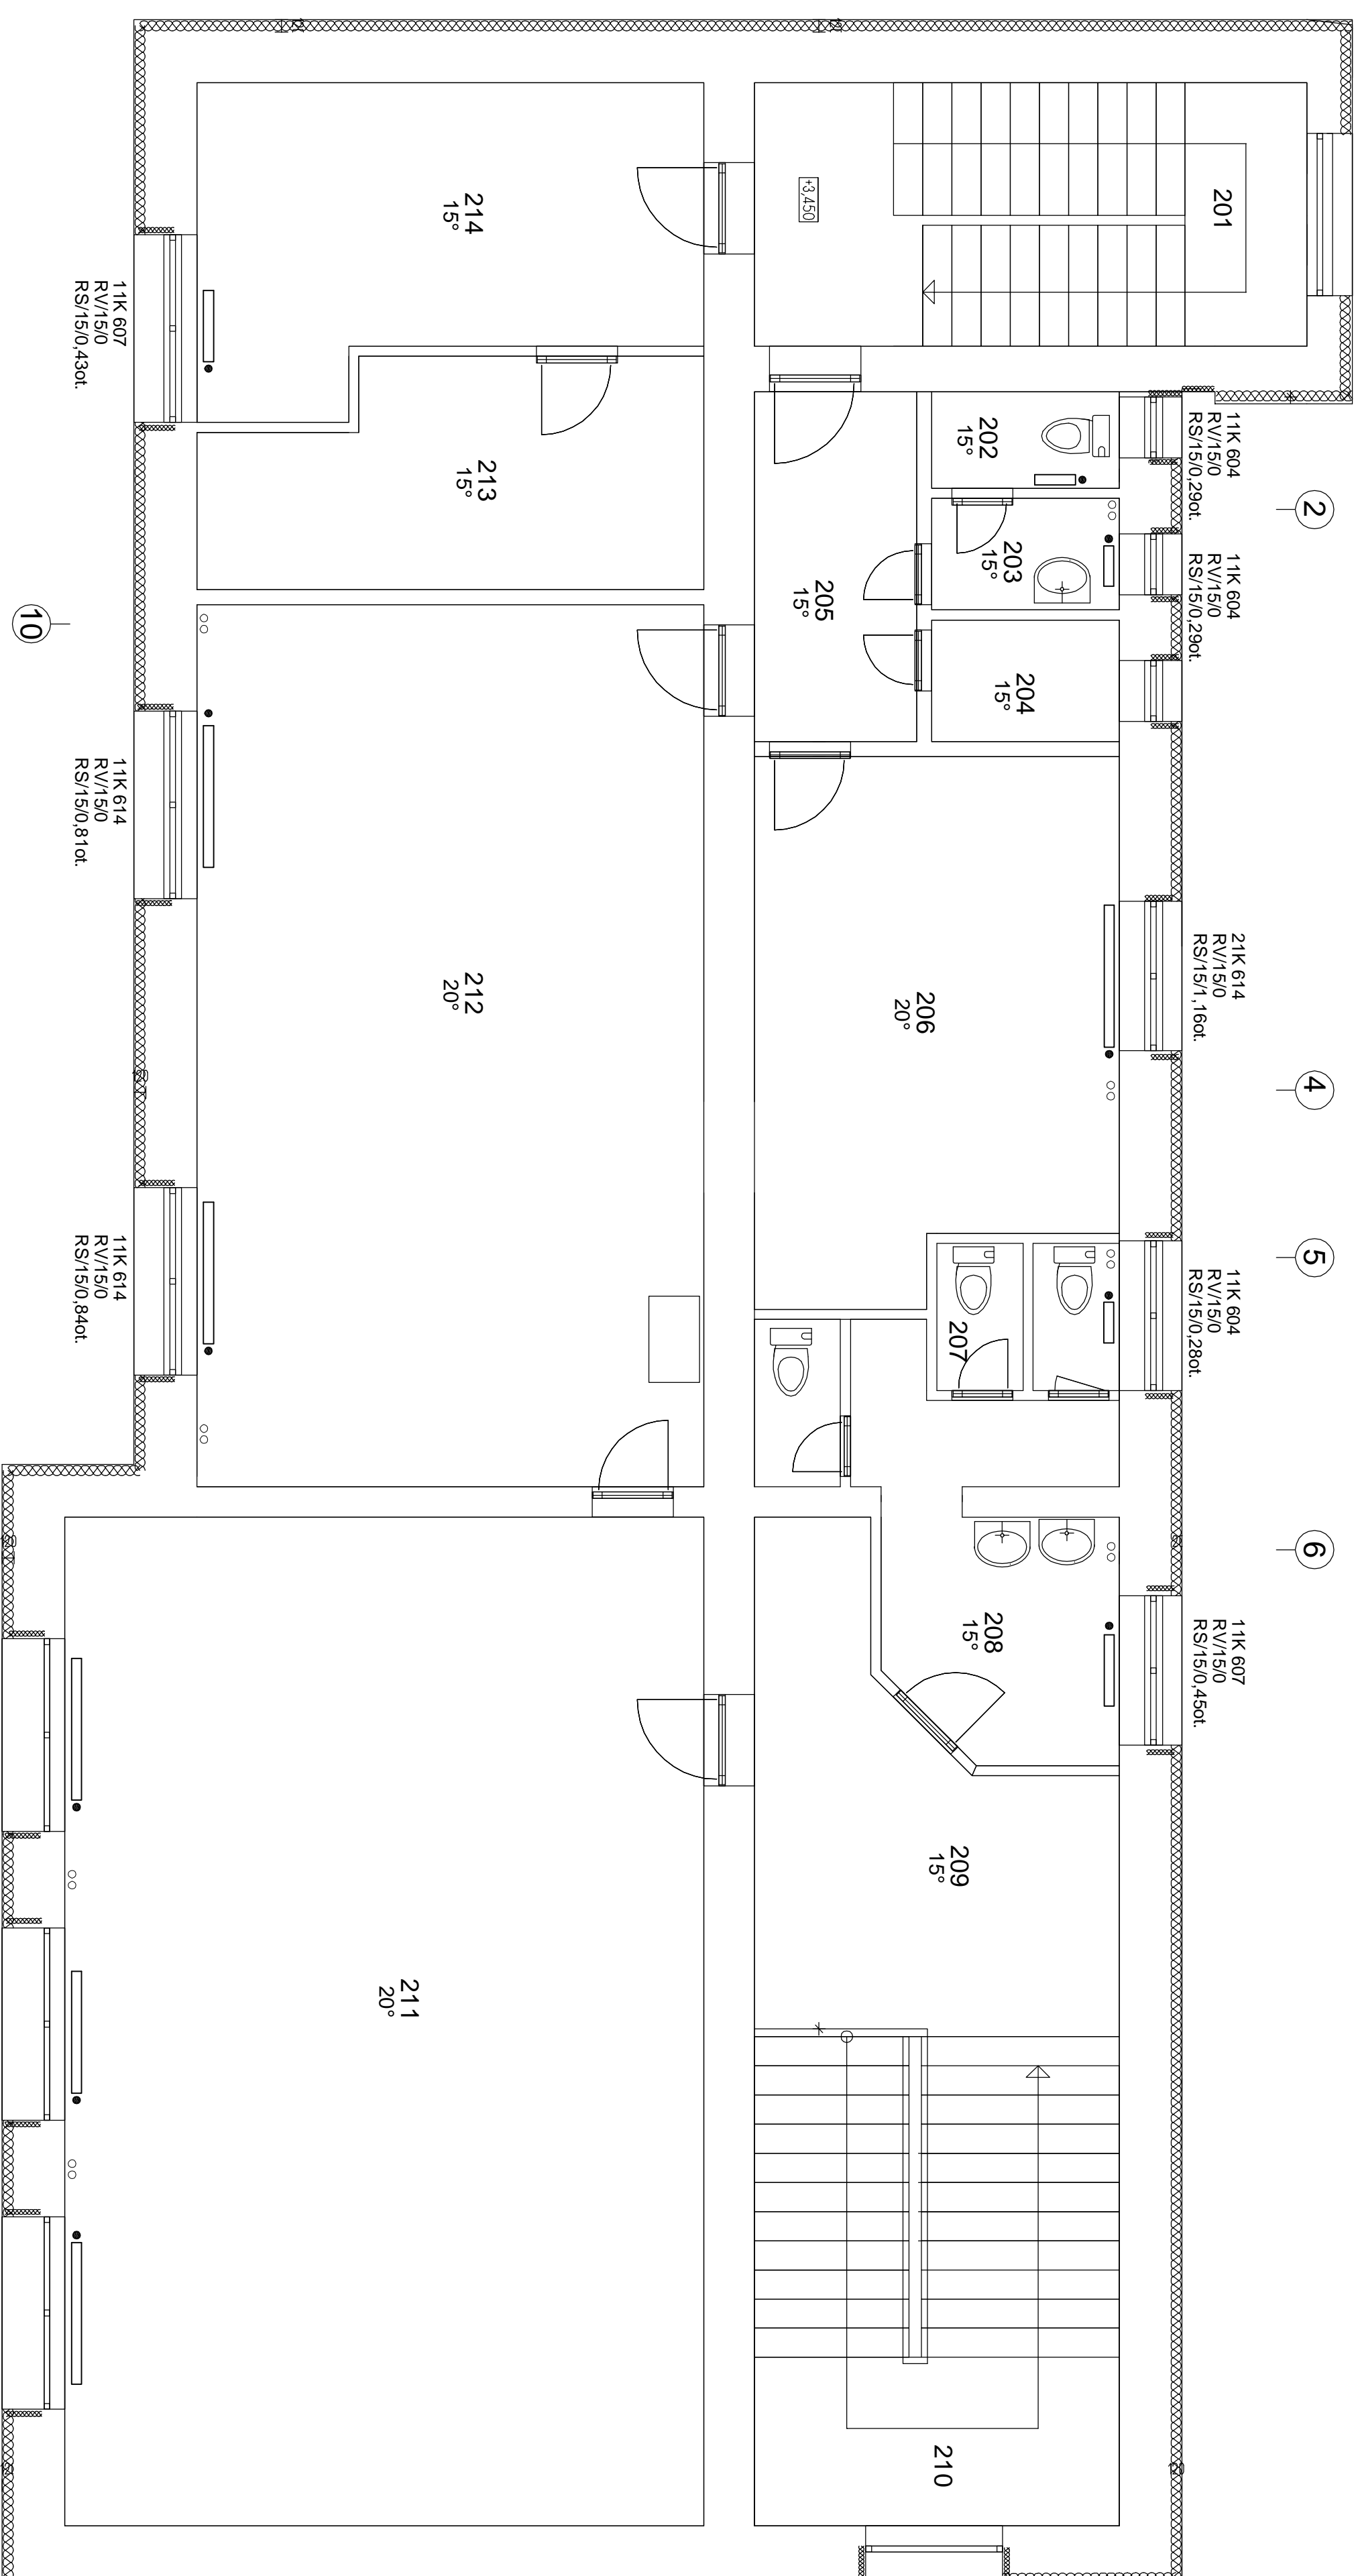 2
4
5
6
11K 604
RV/15/0
RS/15/0,29ot.
11K 604
RV/15/0
RS/15/0,29ot.
21K 614
RV/15/0
RS/15/1,16ot.
11K 604
RV/15/0
RS/15/0,28ot.
11K 607
RV/15/0
RS/15/0,45ot.
201
+3,450
202
15°
203
15°
204
15°
205
15°
206
20°
207
208
15°
209
15°
210
214
15°
213
15°
212
20°
211
20°
11K 607
RV/15/0
RS/15/0,43ot.
11K 614
RV/15/0
RS/15/0,81ot.
11K 614
RV/15/0
RS/15/0,84ot.
10